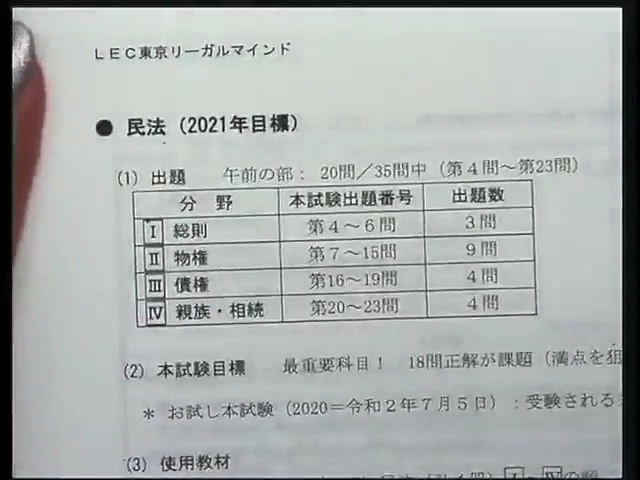 LEC東京リーガルマインド
● 民法（2021年目標）
(1) 出題　午前の部： 20問／35問中（第４問～第23問）
分　野　本試験出題番号　出題数
Ⅰ 総則　第４～６問　３問
Ⅱ 物権　第７～15問　９問
Ⅲ 債権　第16～19問　４問
Ⅳ 親族・相続　第20～23問　４問
(2) 本試験目標　最重要科目！　18問正解が課題（満点を狙
＊ お試し本試験（2020＝令和２年７月５日）：受験される
(3) 使用教材